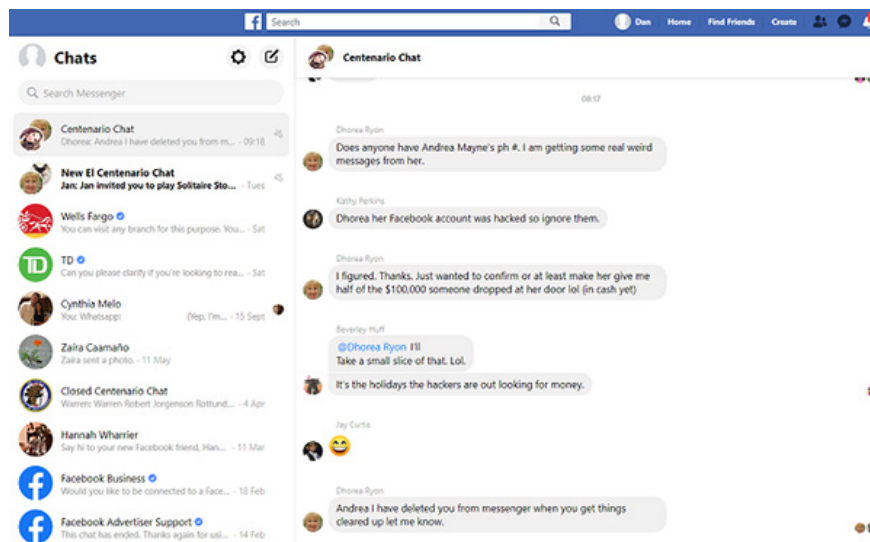 Search
Dan Home Find Friends Create
Chats
Search Messenger
Centenario Chat
Dhorea: Andrea I have deleted you from m... · 09:18
New El Centenario Chat
Jan: Jan invited you to play Solitaire Sto... · Tues
Wells Fargo
You can visit any branch for this purpose. You... · Sat
TD
Can you please clarify if you're looking to rea... · Sat
Cynthia Melo
You: Whatsapp: (Yep, I'm... · 15 Sept
Zaira Caamaño
Zaira sent a photo. · 11 May
Closed Centenario Chat
Warren: Warren Robert Jorgenson Rottund... · 4 Apr
Hannah Wharrier
Say hi to your new Facebook friend, Han... · 11 Mar
Facebook Business
Would you like to be connected to a Face... · 18 Feb
Facebook Advertiser Support
This chat has ended. Thanks again for usi... · 14 Feb
Centenario Chat
08:17
Dhorea Ryon
Does anyone have Andrea Mayne's ph #. I am getting some real weird
messages from her.
Kathy Perkins
Dhorea her Facebook account was hacked so ignore them.
Dhorea Ryon
I figured. Thanks. Just wanted to confirm or at least make her give me
half of the $100,000 someone dropped at her door lol (in cash yet)
Beverley Huff
@Dhorea Ryon I'll
Take a small slice of that. Lol.
It's the holidays the hackers are out looking for money.
Jay Curtis
Dhorea Ryon
Andrea I have deleted you from messenger when you get things
cleared up let me know.